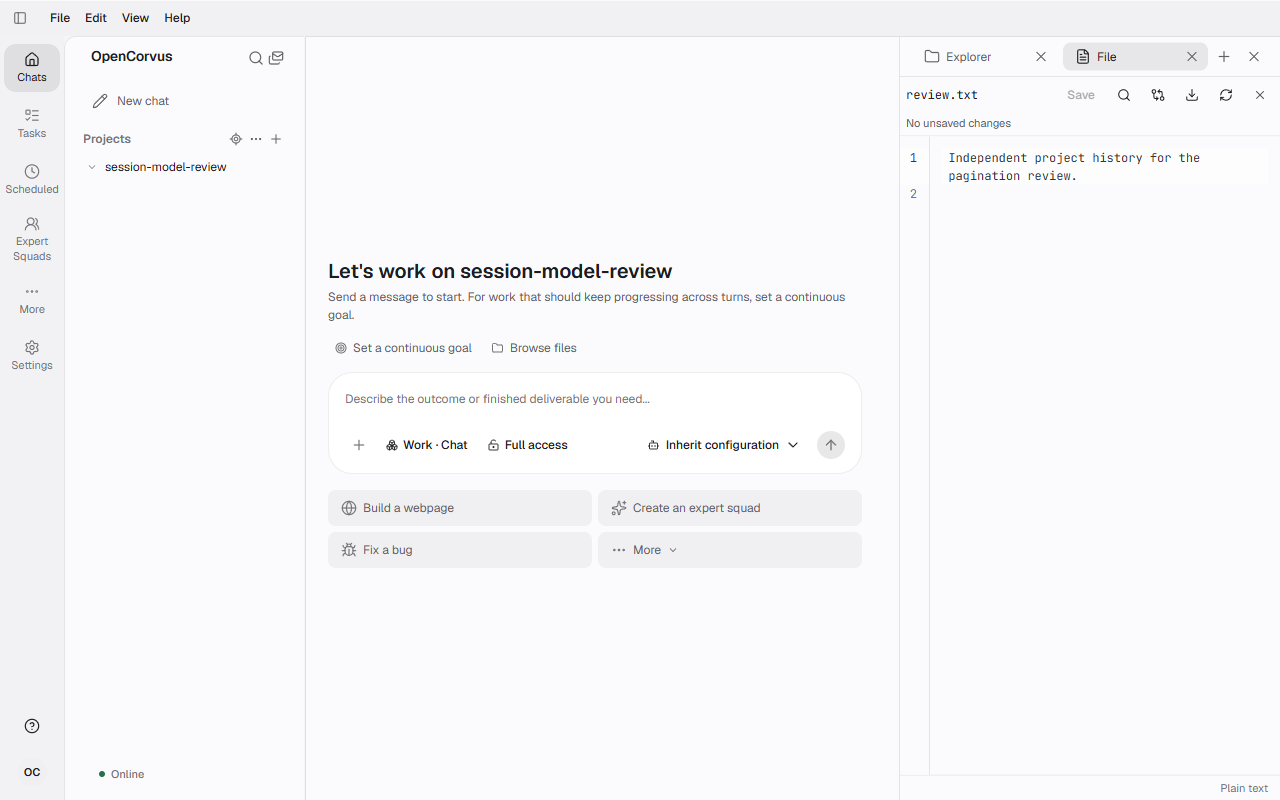 File Edit View Help
Chats
Tasks
Scheduled
Expert
Squads
More
Settings
OC
OpenCorvus
New chat
Projects
session-model-review
Online
Let's work on session-model-review
Send a message to start. For work that should keep progressing across turns, set a continuous
goal.
Set a continuous goal Browse files
Describe the outcome or finished deliverable you need...
Work · Chat Full access Inherit configuration
Build a webpage Create an expert squad
Fix a bug More
Explorer File
review.txt Save
No unsaved changes
1 Independent project history for the
pagination review.
2
Plain text